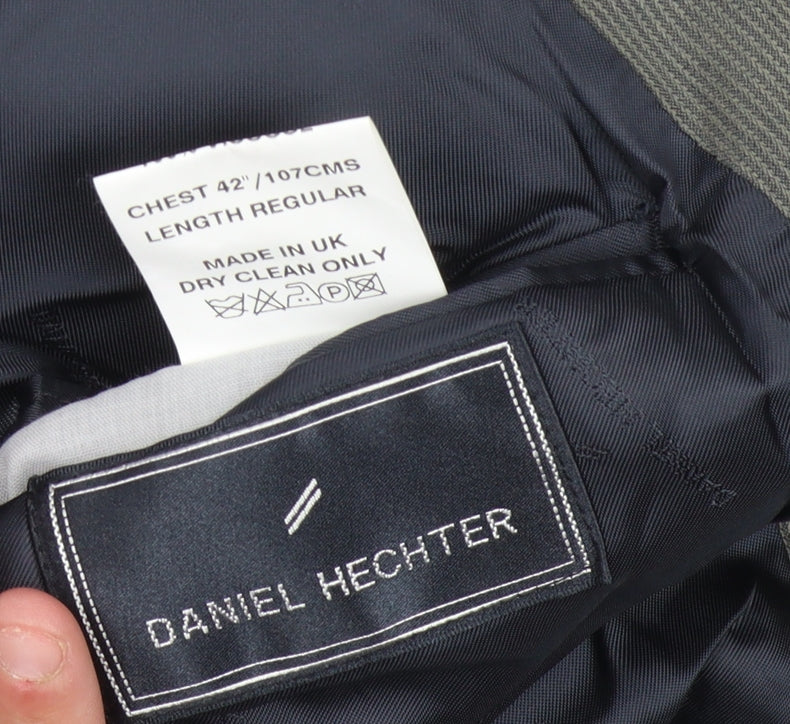 CHEST 42"/107CMS
LENGTH REGULAR
MADE IN UK
DRY CLEAN ONLY
P
DANIEL HECHTER